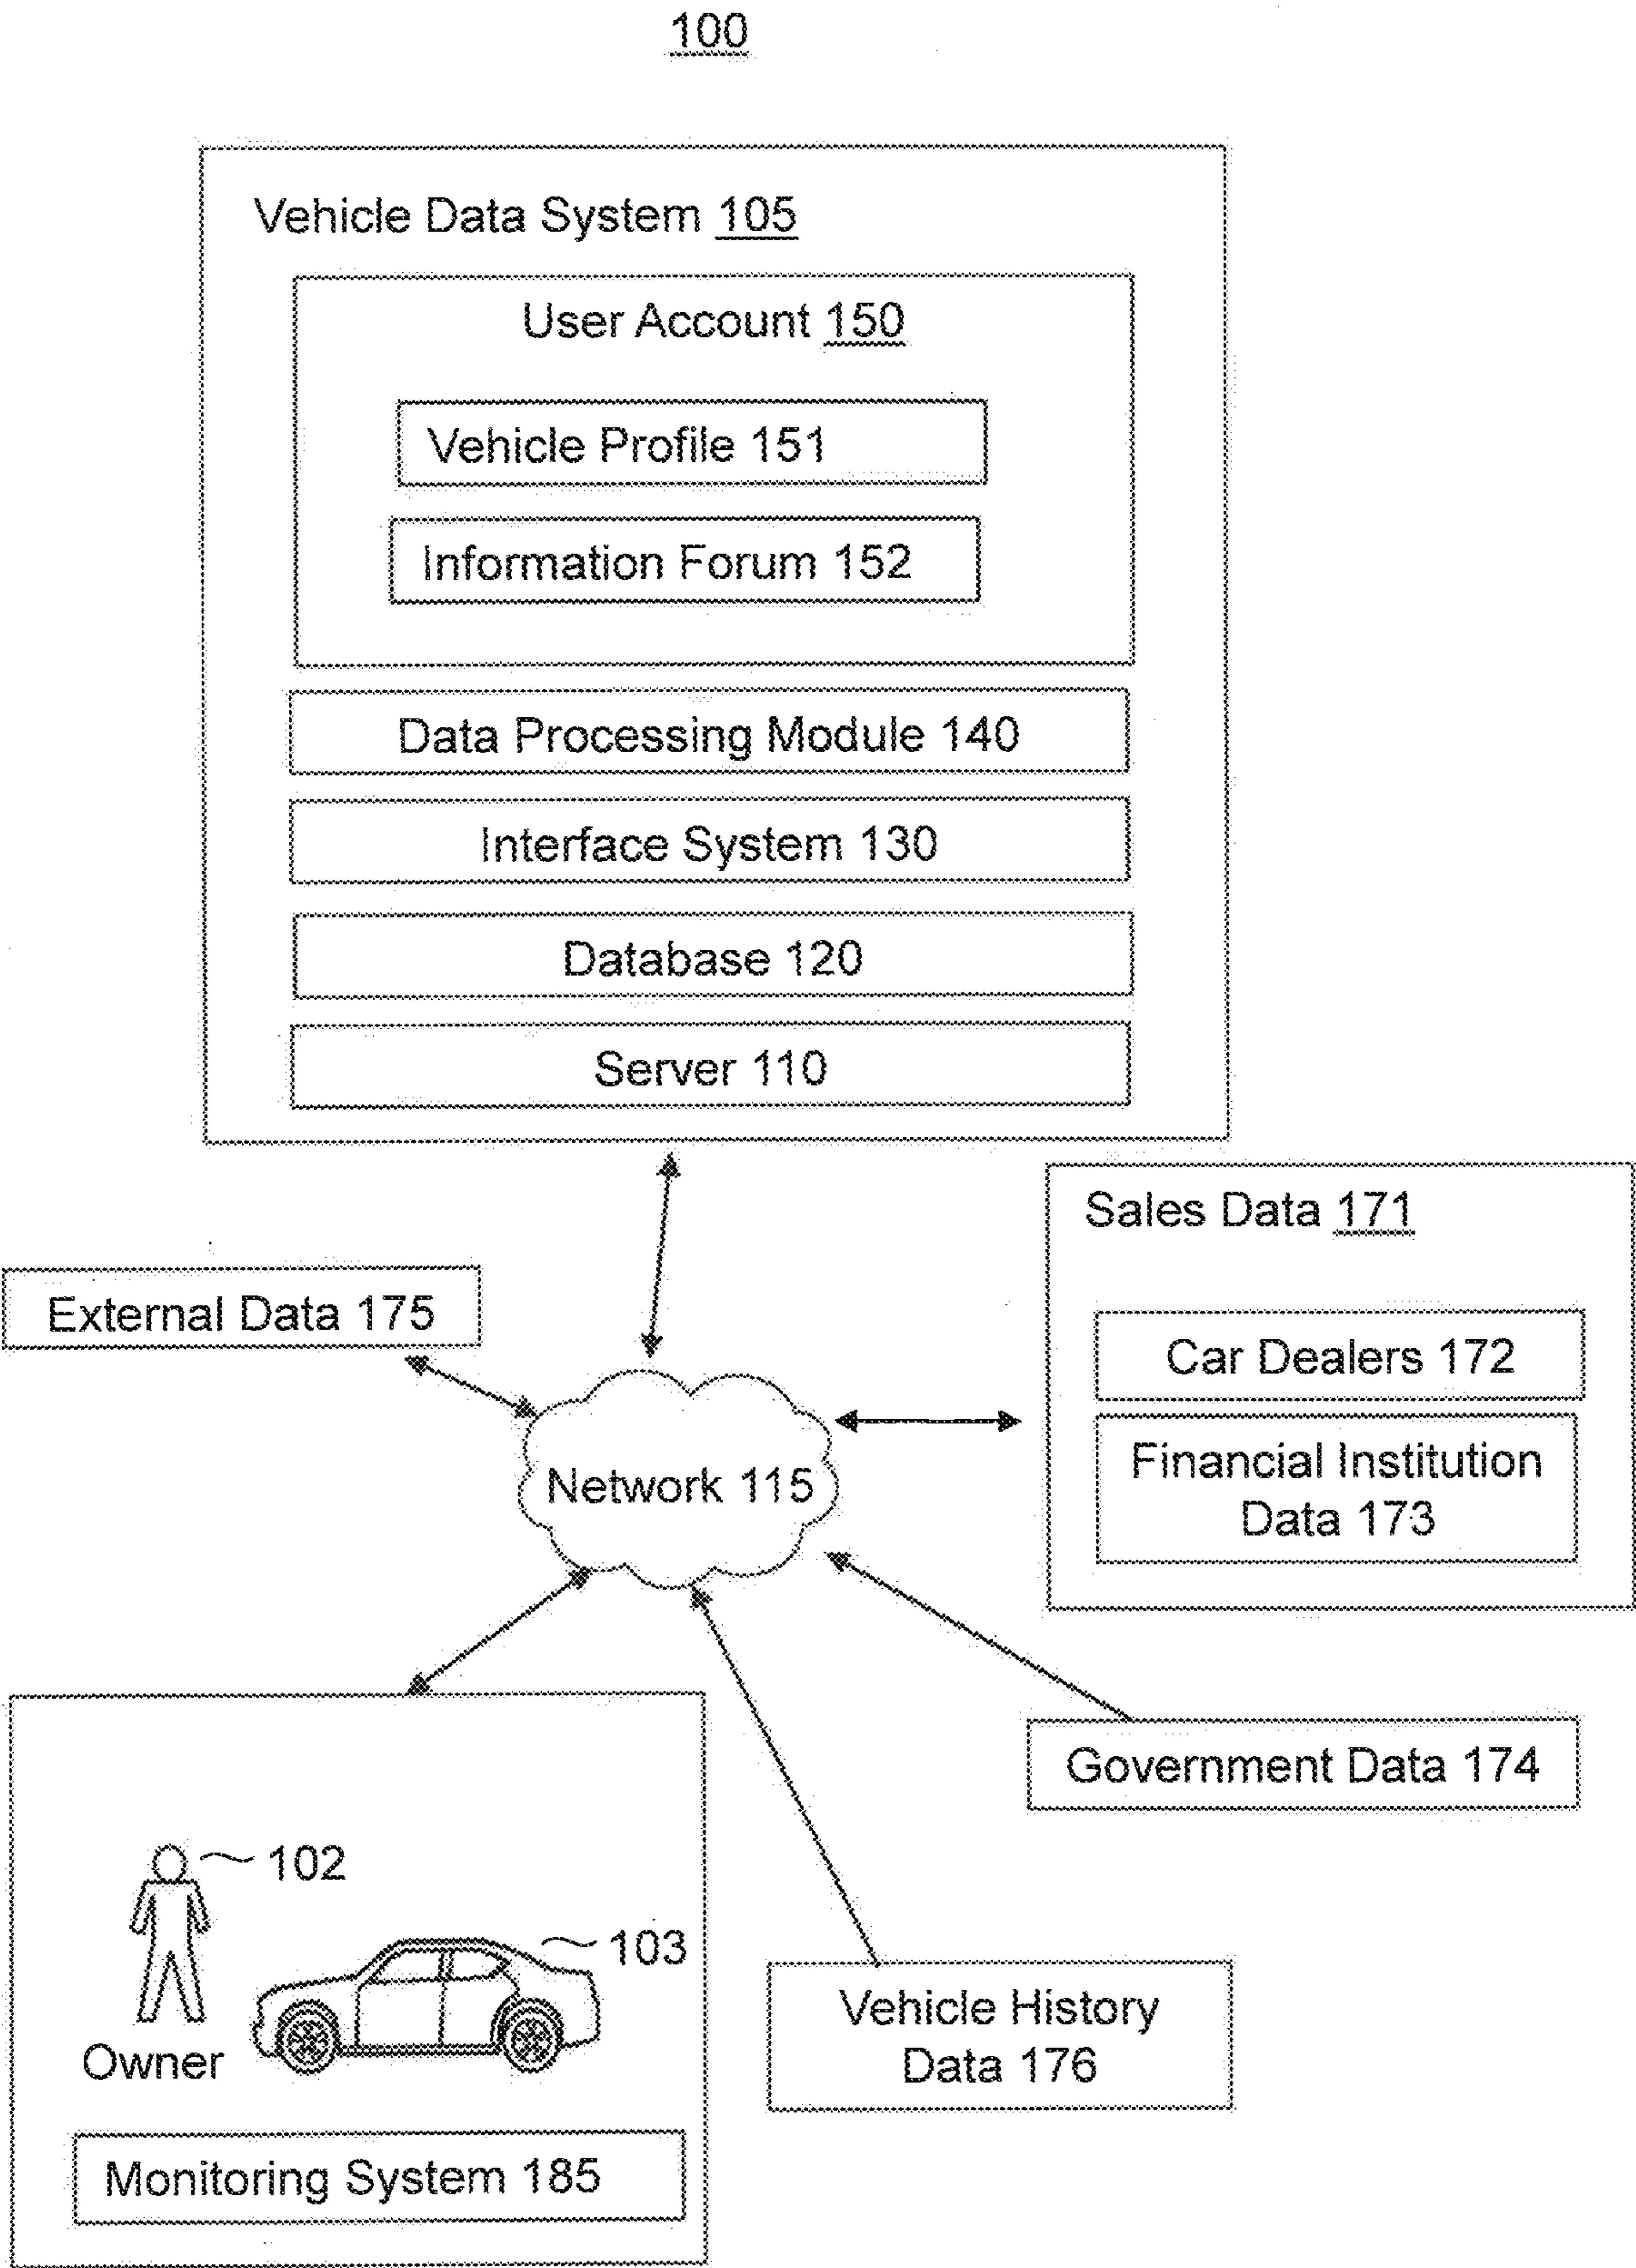 100
Vehicle Data System 105
User Account 150
Vehicle Profile 151
Information Forum 152
Data Processing Module 140
Interface System 130
Database 120
Server 110
Sales Data 171
External Data 175
Car Dealers 172
Financial Institution
Data 173
Network 115
Government Data 174
102
103
Owner
Vehicle History
Data 176
Monitoring System 185